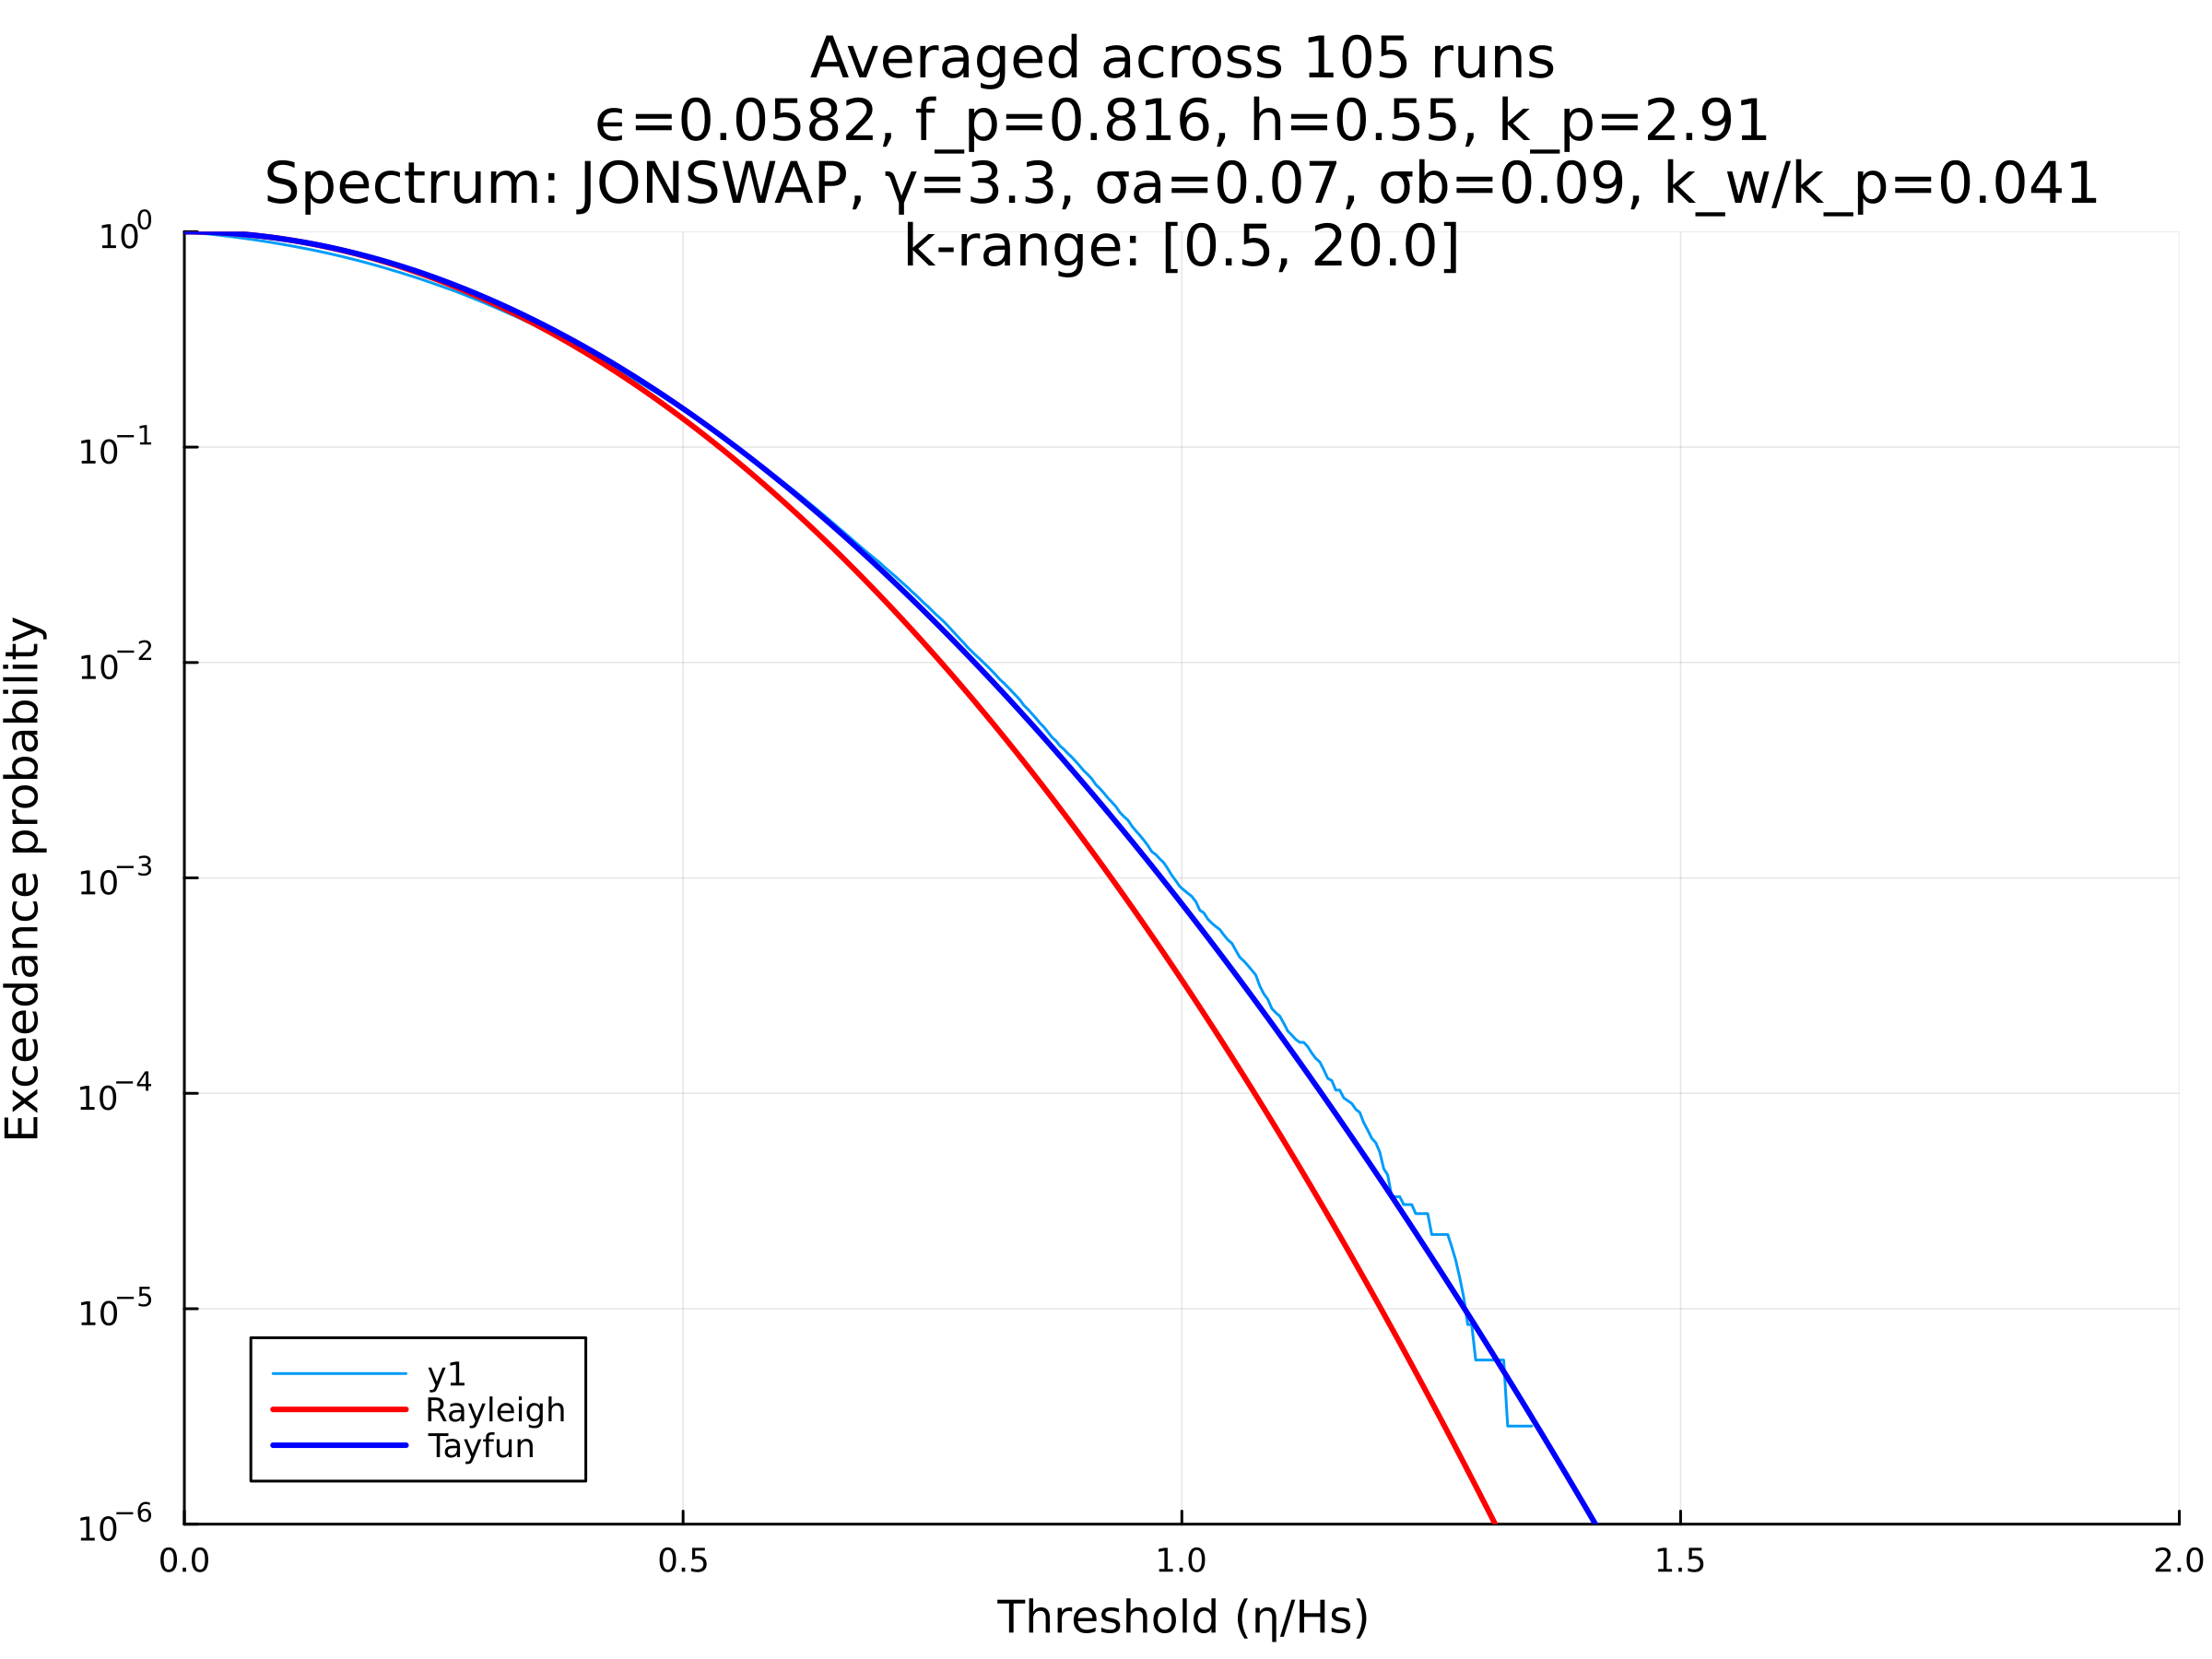 Averaged across 105 runs
ϵ=0.0582, f_p=0.816, h=0.55, k_p=2.91
Spectrum: JONSWAP, γ=3.3, σa=0.07, σb=0.09, k_w/k_p=0.041
k-range: [0.5, 20.0]
10⁰
10⁻¹
10⁻²
10⁻³
10⁻⁴
10⁻⁵
10⁻⁶
Exceedance probability
y1
Rayleigh
Tayfun
0.0 0.5 1.0 1.5 2.0
Threshold (η/Hs)